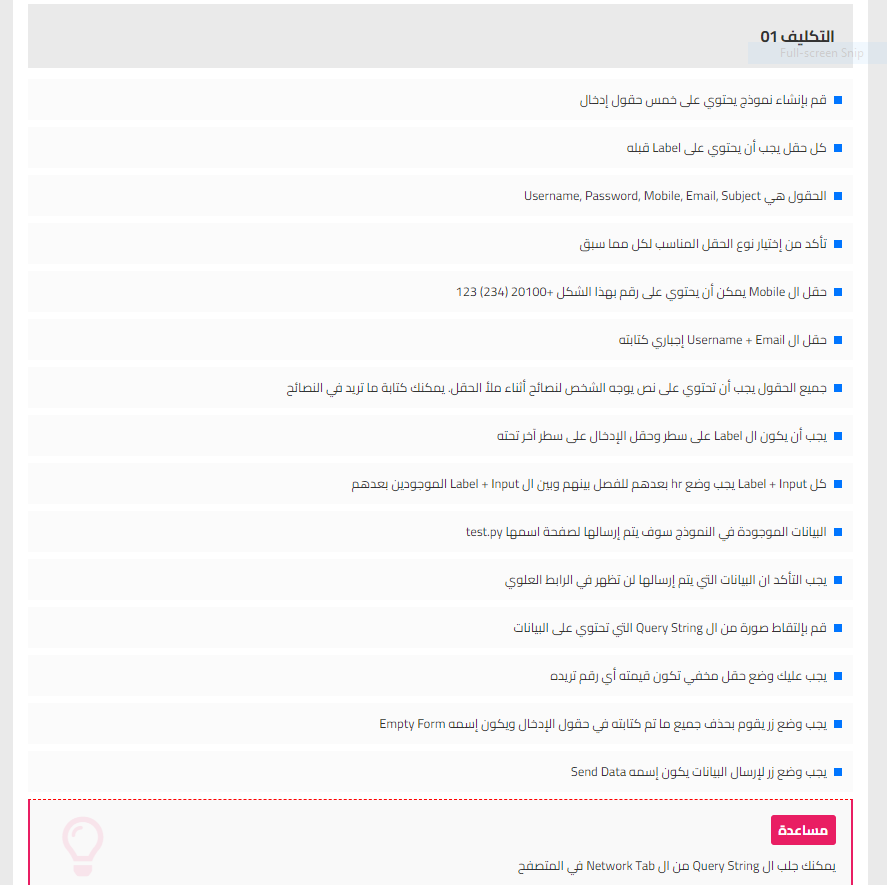 التكليف 01
Full-screen Snip
قم بإنشاء نموذج يحتوي على خمس حقول إدخال
كل حقل يجب أن يحتوي على Label قبله
الحقول هي Username, Password, Mobile, Email, Subject
تأكد من إختيار نوع الحقل المناسب لكل مما سبق
حقل ال Mobile يمكن أن يحتوي على رقم بهذا الشكل +20100 (234) 123
حقل ال Username + Email إجباري كتابته
جميع الحقول يجب أن تحتوي على نص يوجه الشخص لنصائح أثناء ملأ الحقل. يمكنك كتابة ما تريد في النصائح
يجب أن يكون ال Label على سطر وحقل الإدخال على سطر آخر تحته
كل Label + Input يجب وضع hr بعدهم للفصل بينهم وبين ال Label + Input الموجودين بعدهم
البيانات الموجودة في النموذج سوف يتم إرسالها لصفحة اسمها test.py
يجب التأكد ان البيانات التي يتم إرسالها لن تظهر في الرابط العلوي
قم بإلتقاط صورة من ال Query String التي تحتوي على البيانات
يجب عليك وضع حقل مخفي تكون قيمته أي رقم تريده
يجب وضع زر يقوم بحذف جميع ما تم كتابته في حقول الإدخال ويكون إسمه Empty Form
يجب وضع زر لإرسال البيانات يكون إسمه Send Data
مساعدة
يمكنك جلب ال Query String من ال Network Tab في المتصفح